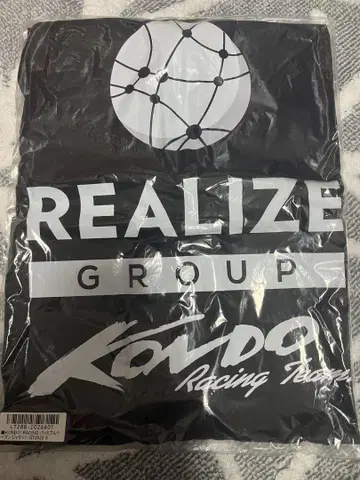 REALIZE
GROUP
KONDO
Racing Team